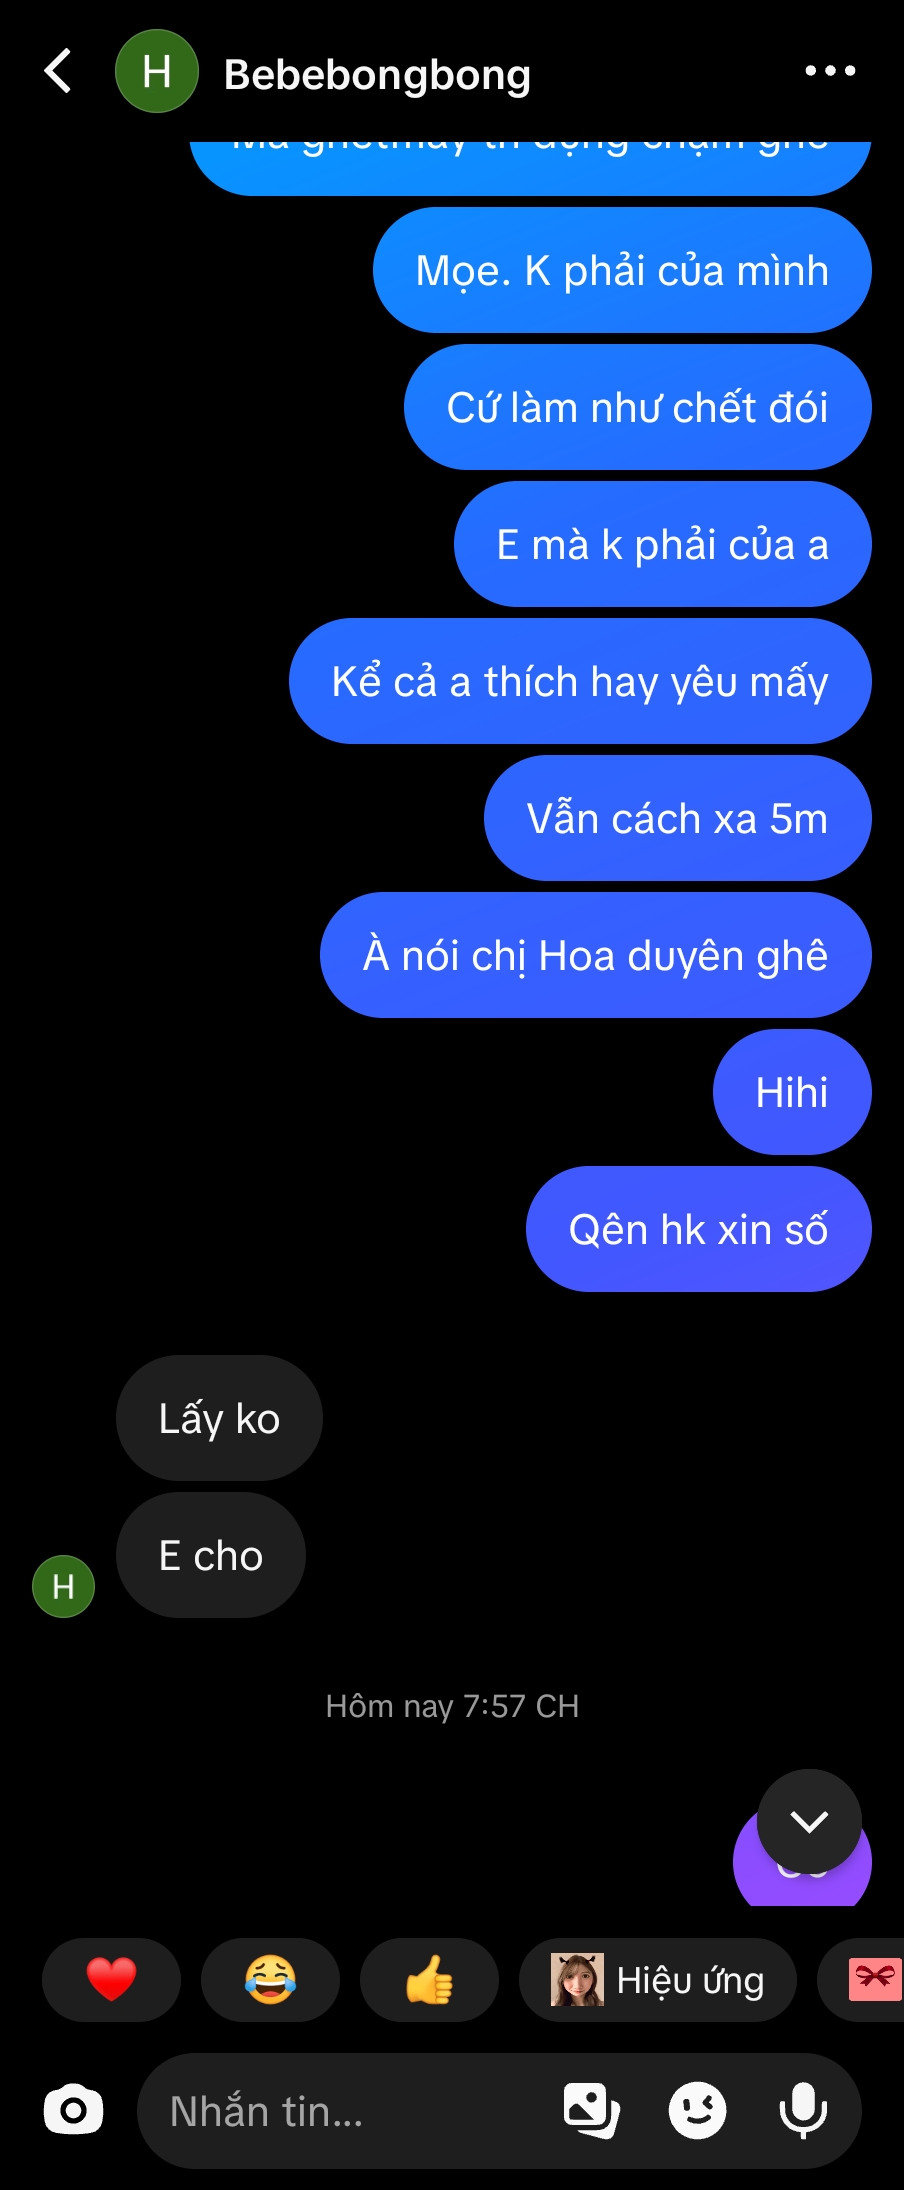 H
Bebebongbong
Mọe. K phải của mình
Cứ làm như chết đói
E mà k phải của a
Kể cả a thích hay yêu mấy
Vẫn cách xa 5m
À nói chị Hoa duyên ghê
Hihi
Qên hk xin số
Lấy ko
E cho
H
Hôm nay 7:57 CH
Hiệu ứng
Nhắn tin...